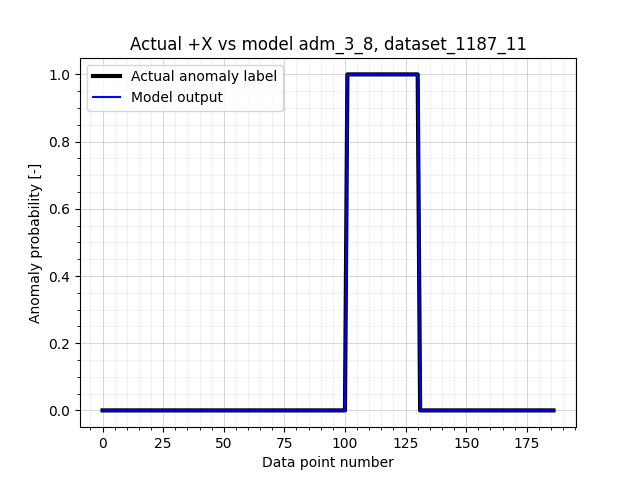 Actual +X vs model adm_3_8, dataset_1187_11
Actual anomaly label
Model output
Anomaly probability [-]
1.0
0.8
0.6
0.4
0.2
0.0
0 25 50 75 100 125 150 175
Data point number